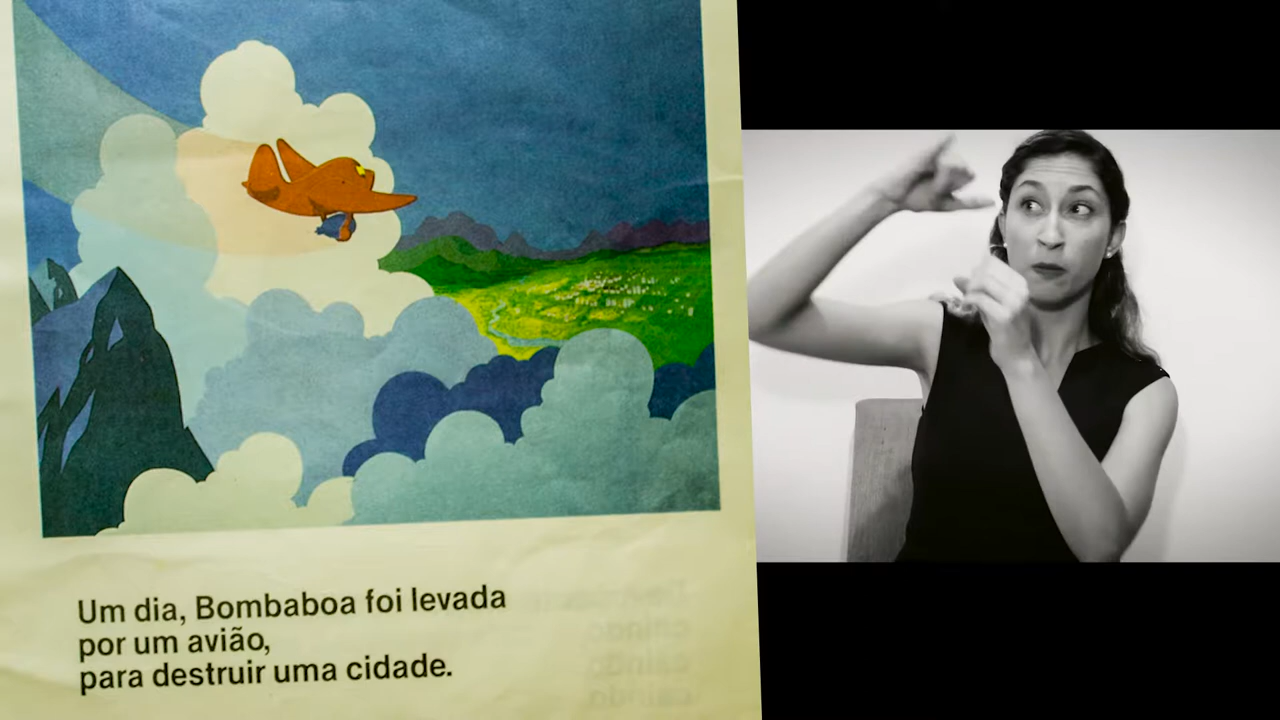 Um dia, Bombaboa foi levada
por um avião,
para destruir uma cidade.